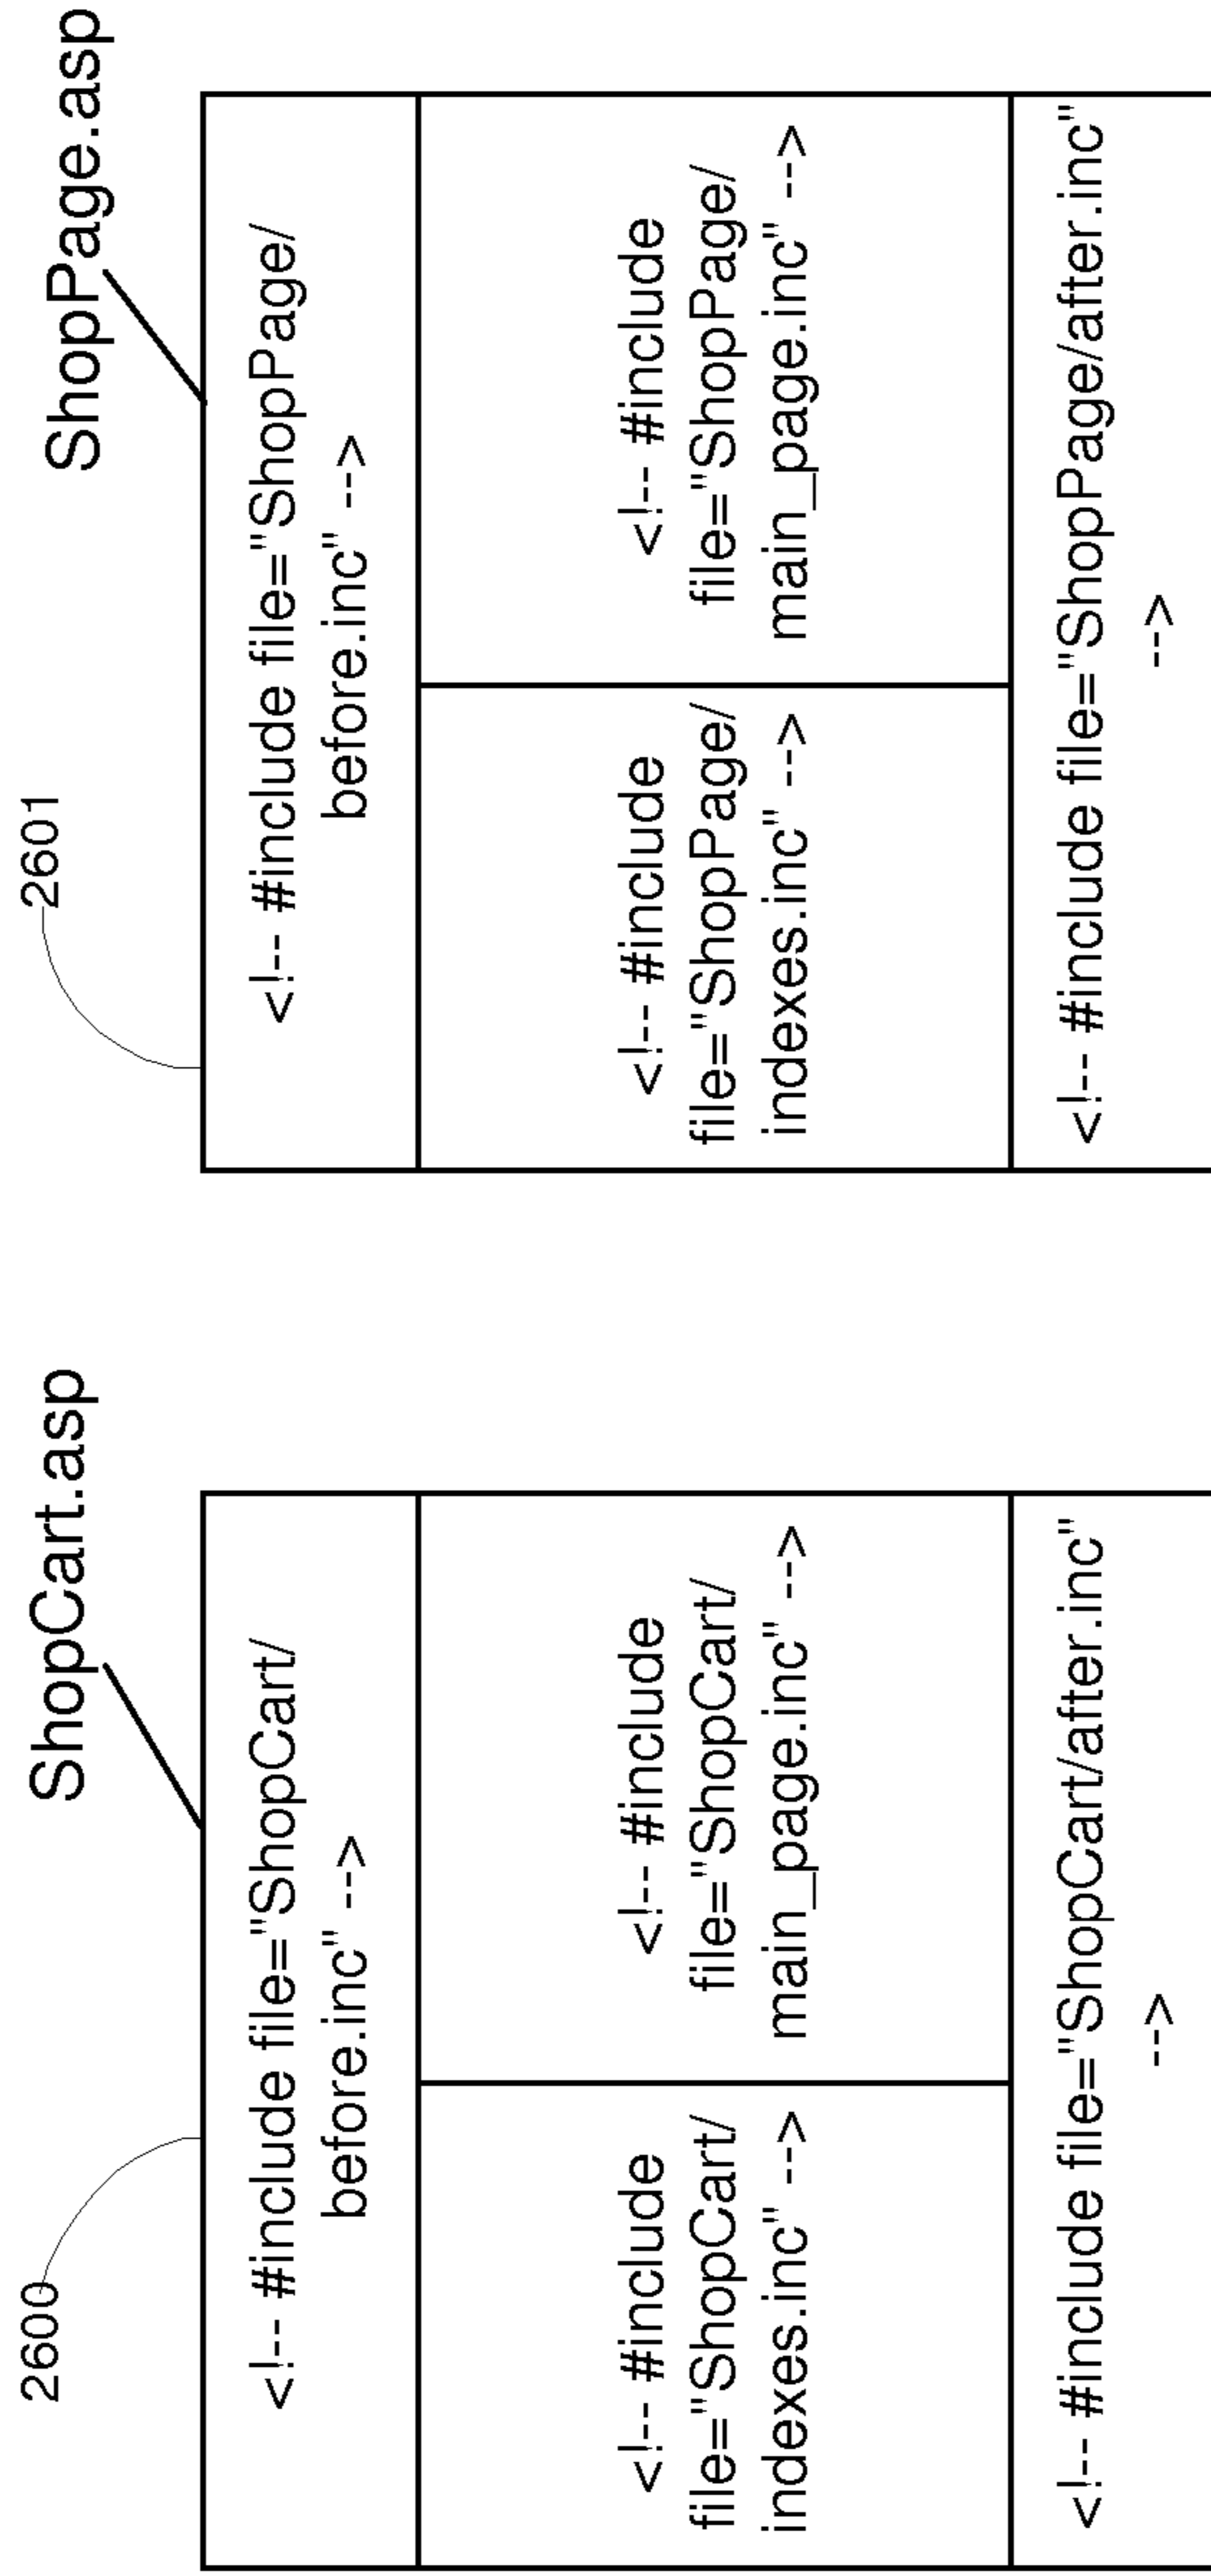 2600
ShopCart.asp
<!-- #include file="ShopCart/
before.inc" -->
<!-- #include
file="ShopCart/
indexes.inc" -->
<!-- #include
file="ShopCart/
main_page.inc" -->
<!-- #include file="ShopCart/after.inc"
-->
2601
ShopPage.asp
<!-- #include file="ShopPage/
before.inc" -->
<!-- #include
file="ShopPage/
indexes.inc" -->
<!-- #include
file="ShopPage/
main_page.inc" -->
<!-- #include file="ShopPage/after.inc"
-->